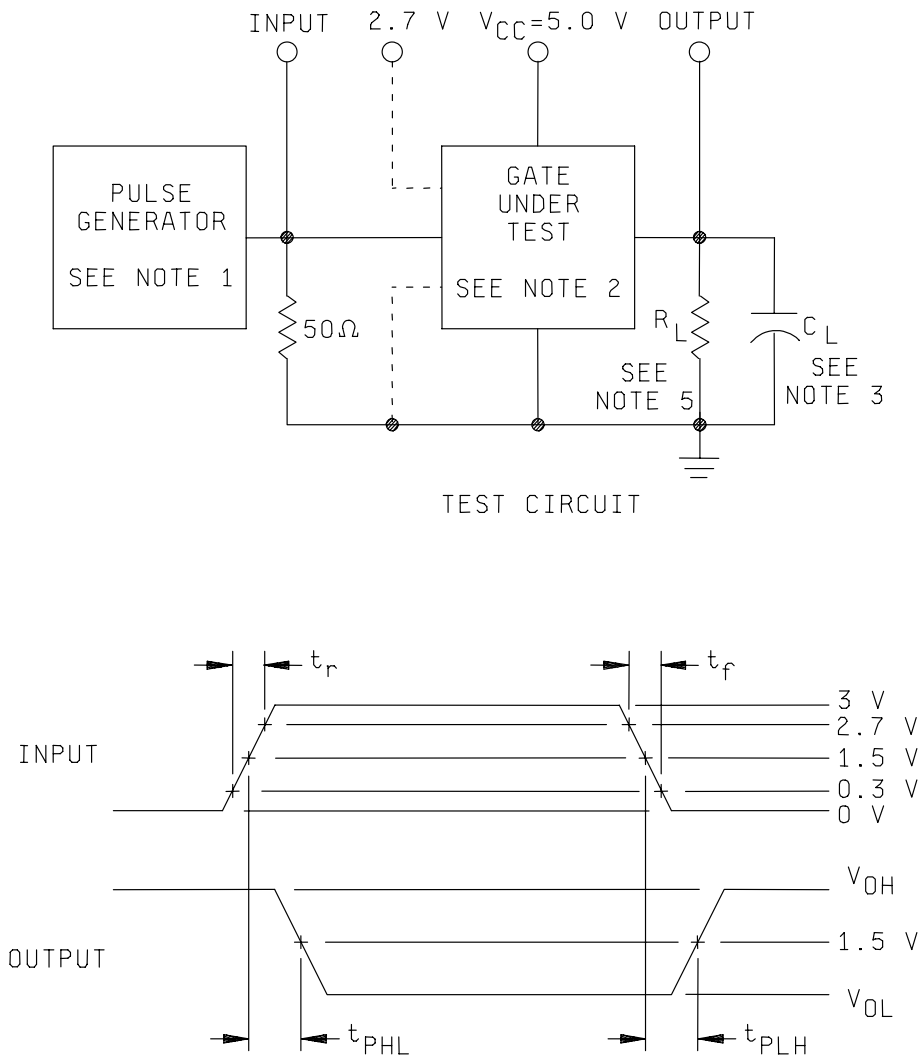 INPUT 2.7 V VCC=5.0 V OUTPUT
PULSE
GENERATOR
SEE NOTE 1
GATE
UNDER
TEST
SEE NOTE 2
50Ω
RL
SEE
NOTE 5
CL
SEE
NOTE 3
TEST CIRCUIT
tr
tf
INPUT
3 V
2.7 V
1.5 V
0.3 V
0 V
OUTPUT
VOH
1.5 V
VOL
tPHL
tPLH